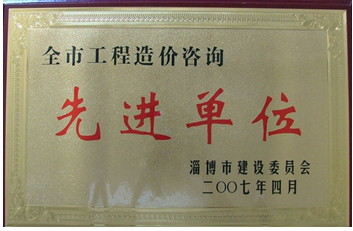 全市工程造价咨询
先进单位
淄博市建设委员会
二〇〇七年四月